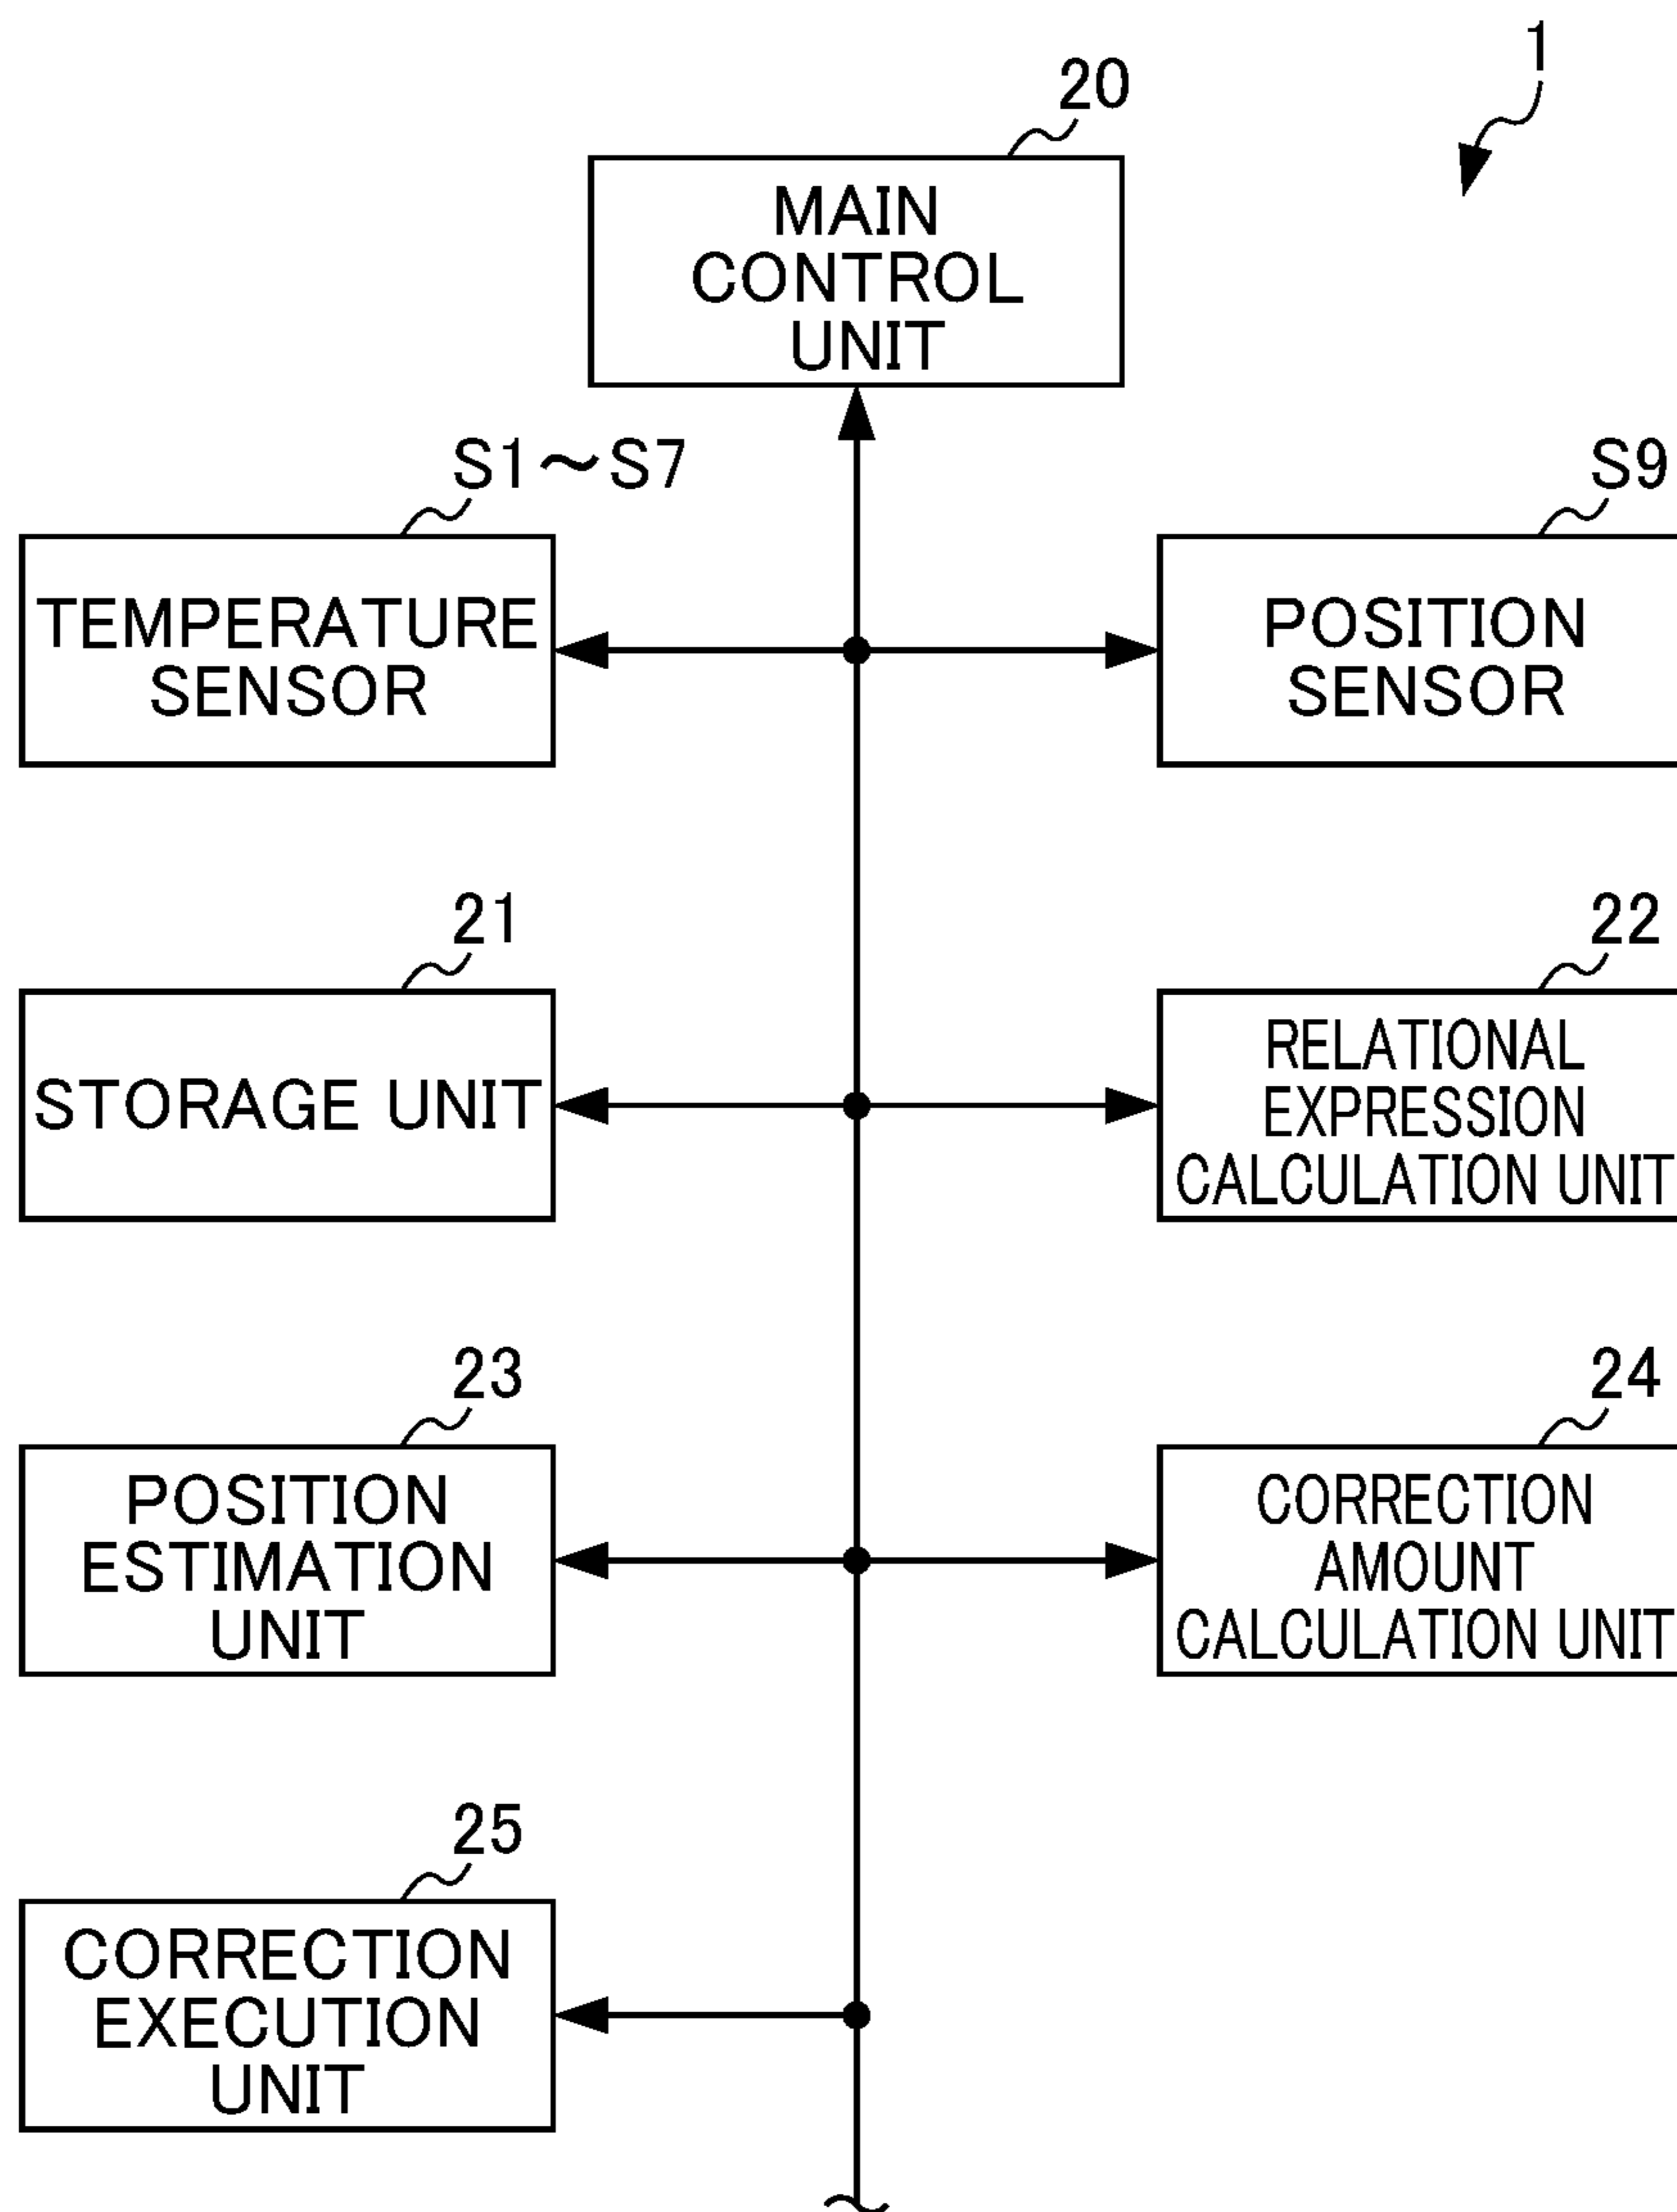 1
20
MAIN
CONTROL
UNIT
S1～S7
TEMPERATURE
SENSOR
S9
POSITION
SENSOR
21
STORAGE UNIT
22
RELATIONAL
EXPRESSION
CALCULATION UNIT
23
POSITION
ESTIMATION
UNIT
24
CORRECTION
AMOUNT
CALCULATION UNIT
25
CORRECTION
EXECUTION
UNIT